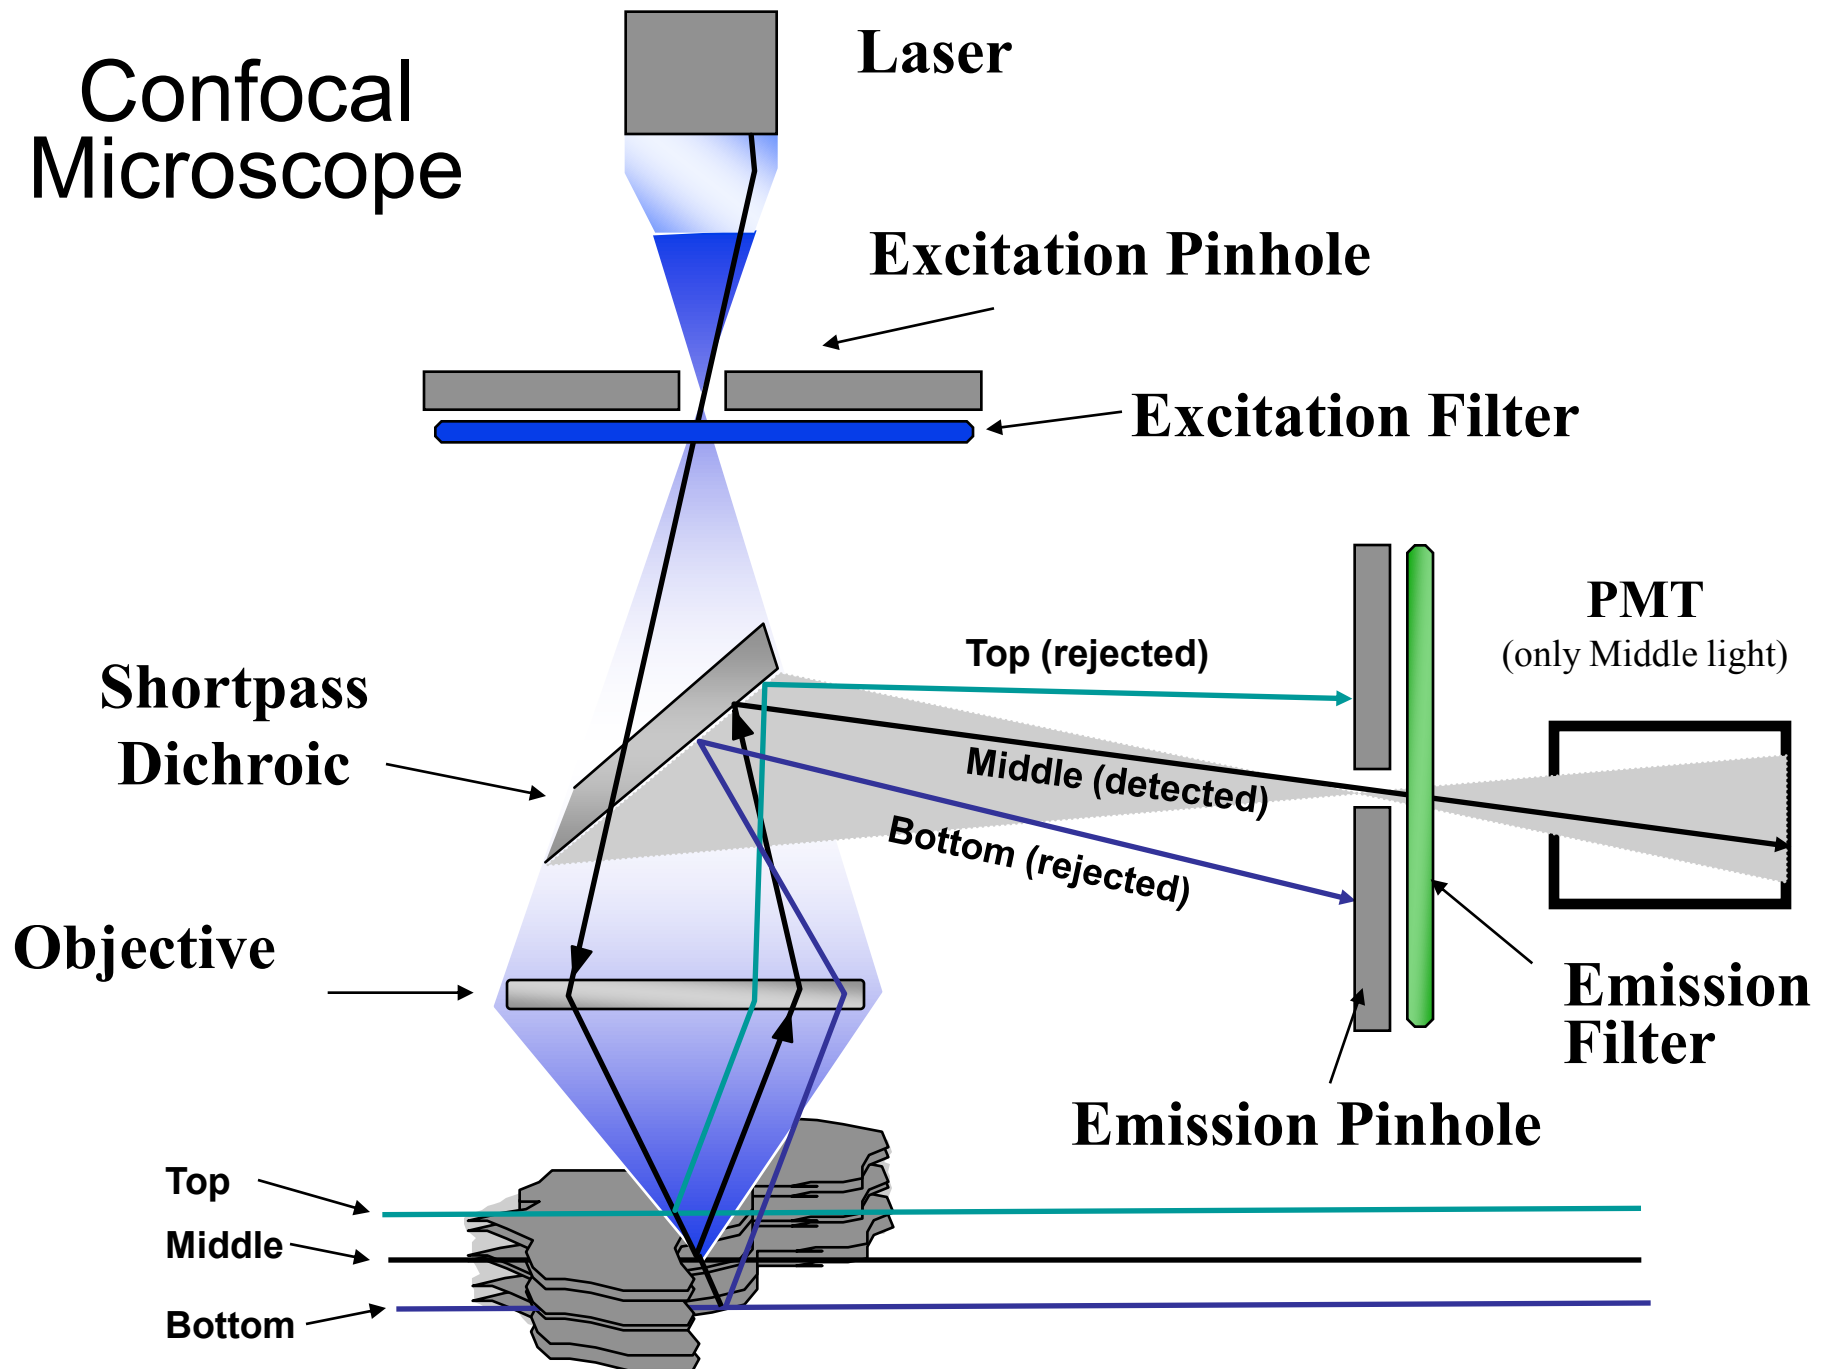 Confocal
Microscope
Laser
Excitation Pinhole
Excitation Filter
PMT
(only Middle light)
Top (rejected)
Shortpass
Dichroic
Middle (detected)
Bottom (rejected)
Objective
Emission
Filter
Emission Pinhole
Top
Middle
Bottom